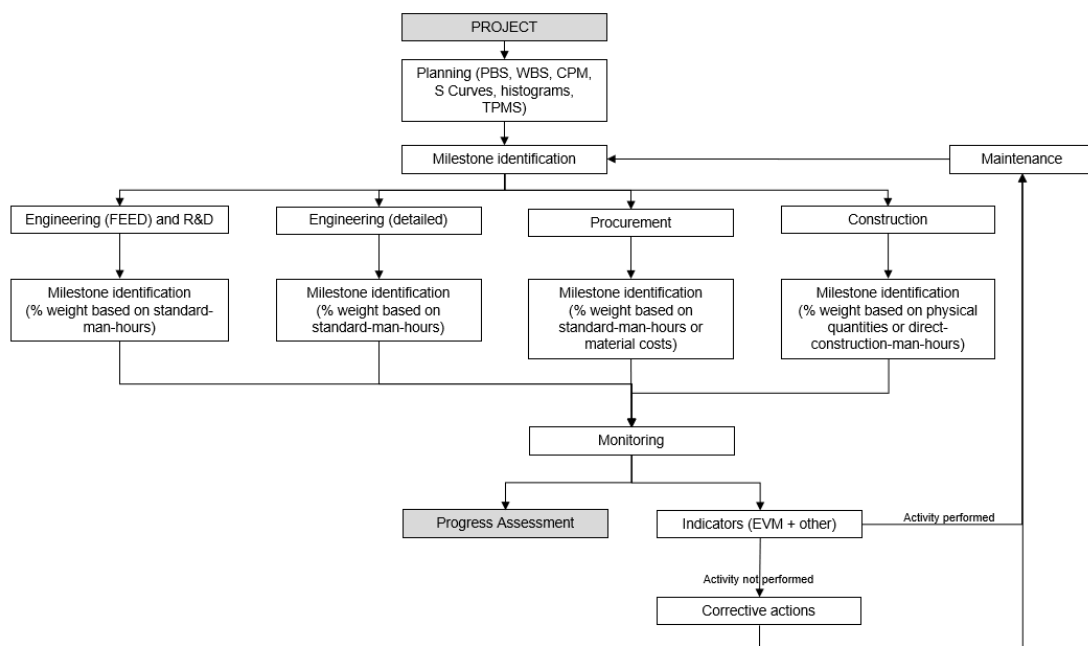 PROJECT
Planning (PBS, WBS, CPM,
S Curves, histograms,
TPMS)
Milestone identification
Maintenance
Engineering (FEED) and R&D
Engineering (detailed)
Procurement
Construction
Milestone identification
(% weight based on standard-
man-hours)
Milestone identification
(% weight based on
standard-man-hours)
Milestone identification
(% weight based on
standard-man-hours or
material costs)
Milestone identification
(% weight based on physical
quantities or direct-
construction-man-hours)
Monitoring
Progress Assessment
Indicators (EVM + other)
Activity performed
Activity not performed
Corrective actions